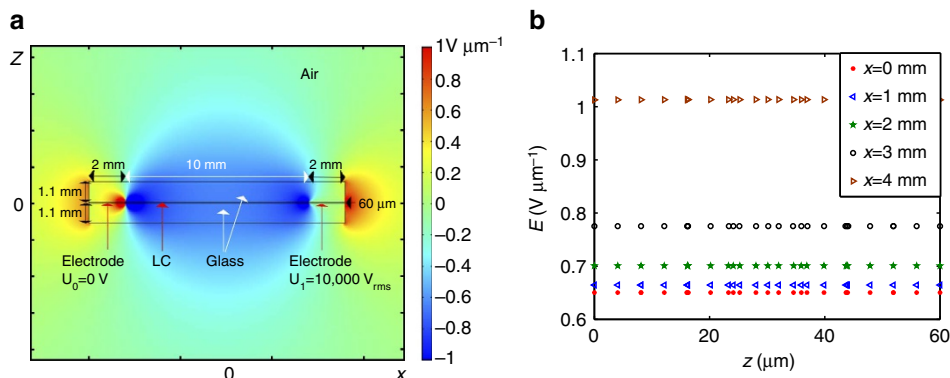 a
Z
0
0
x
Air
2 mm
10 mm
2 mm
1.1 mm
1.1 mm
60 μm
Electrode
U₀=0 V
LC
Glass
Electrode
U₁=10,000 Vrms
1V μm⁻¹
0.8
0.6
0.4
0.2
0
−0.2
−0.4
−0.6
−0.8
−1
b
1.1
1
0.9
0.8
0.7
0.6
E (V μm⁻¹)
0
20
40
60
z (μm)
x=0 mm
x=1 mm
x=2 mm
x=3 mm
x=4 mm